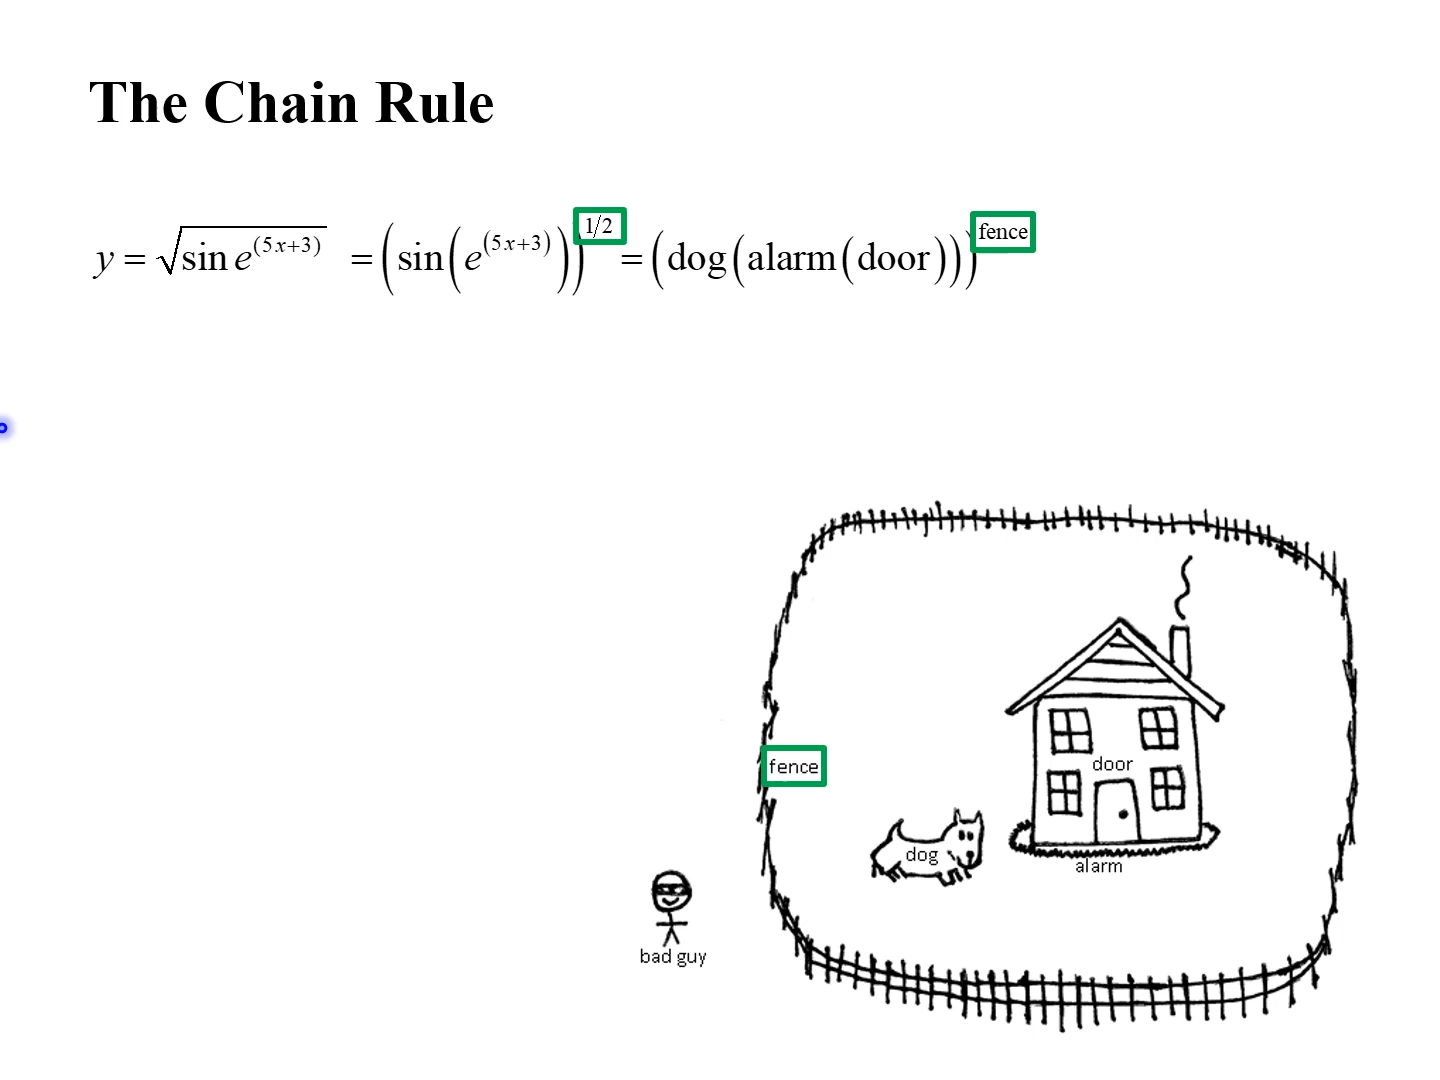 The Chain Rule
y = √sin e^(5x+3) = (sin(e^(5x+3)))^1/2 = (dog(alarm(door)))^fence
door
fence
dog
alarm
bad guy